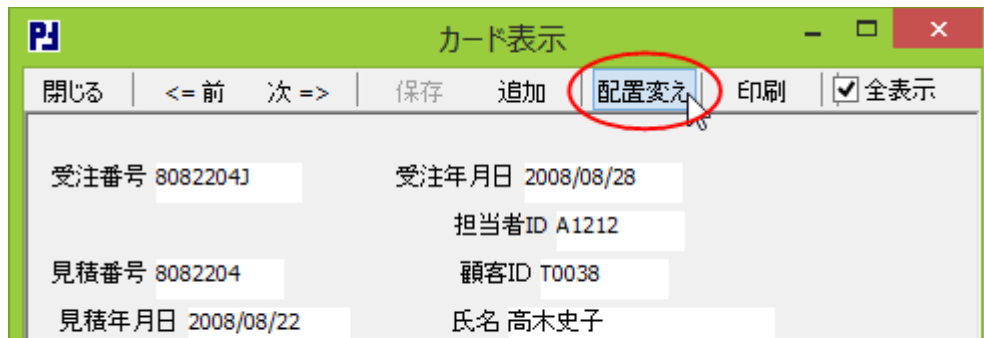 カード表示
閉じる <= 前 次 => 保存 追加 配置変え 印刷 全表示
受注番号 8082204J 受注年月日 2008/08/28
担当者ID A1212
見積番号 8082204 顧客ID T0038
見積年月日 2008/08/22 氏名 高木史子